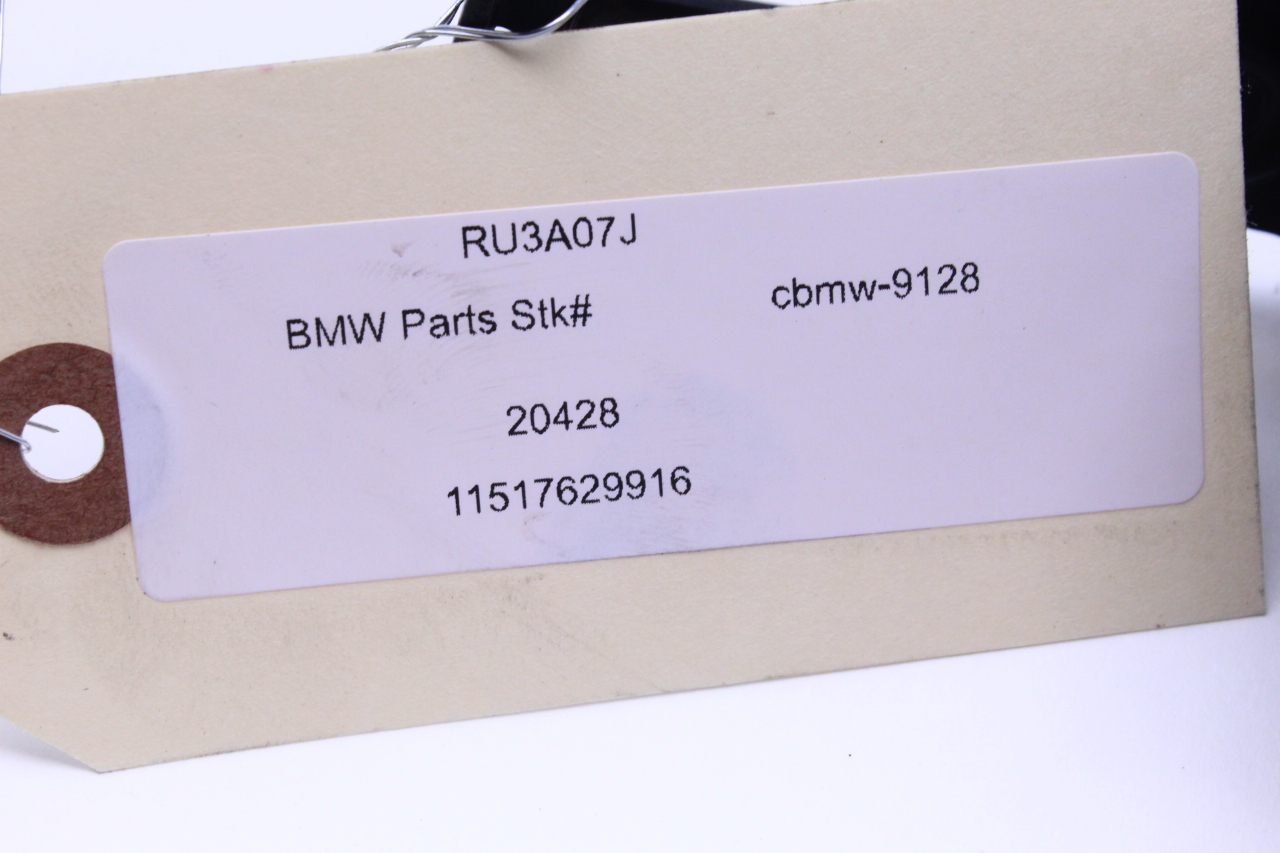 RU3A07J
BMW Parts Stk# cbmw-9128
20428
11517629916